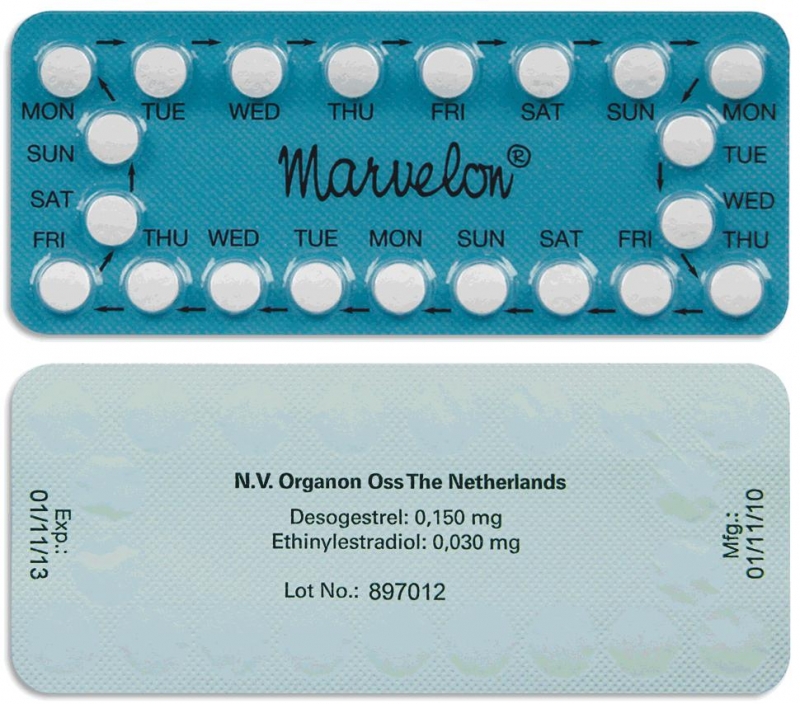 MON TUE WED THU FRI SAT SUN MON
SUN TUE
Marvelon®
SAT WED
FRI THU WED TUE MON SUN SAT FRI THU
N.V. Organon Oss The Netherlands
Desogestrel: 0,150 mg
Ethinylestradiol: 0,030 mg
Lot No.: 897012
Exp.:
01/11/13
Mfg.:
01/11/10